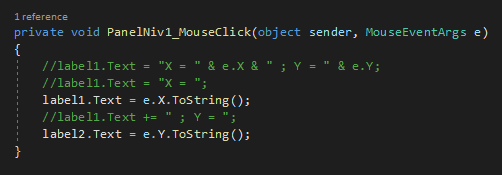 1 reference
private void PanelNiv1_MouseClick(object sender, MouseEventArgs e)
{
//label1.Text = "X = " & e.X & " ; Y = " & e.Y;
//label1.Text = "X = ";
label1.Text = e.X.ToString();
//label1.Text += " ; Y = ";
label2.Text = e.Y.ToString();
}